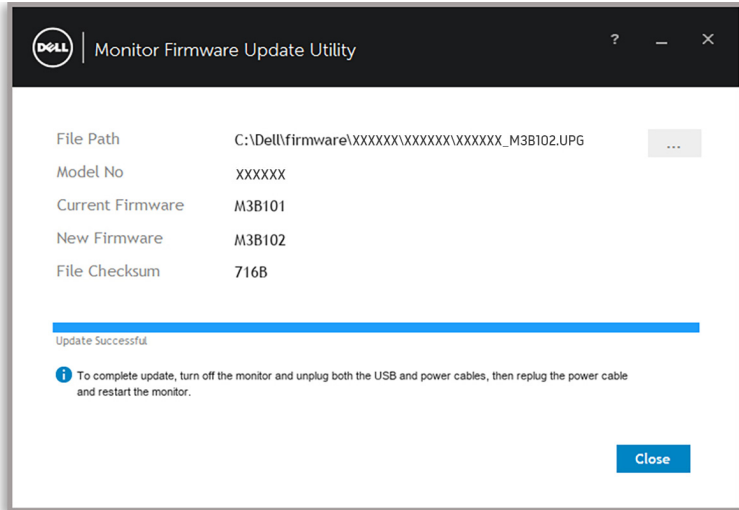 DELL
Monitor Firmware Update Utility
? _ ×
File Path C:\Dell\firmware\XXXXXX\XXXXXX\XXXXXX_M3B102.UPG ...
Model No XXXXXX
Current Firmware M3B101
New Firmware M3B102
File Checksum 716B
Update Successful
To complete update, turn off the monitor and unplug both the USB and power cables, then replug the power cable
and restart the monitor.
Close